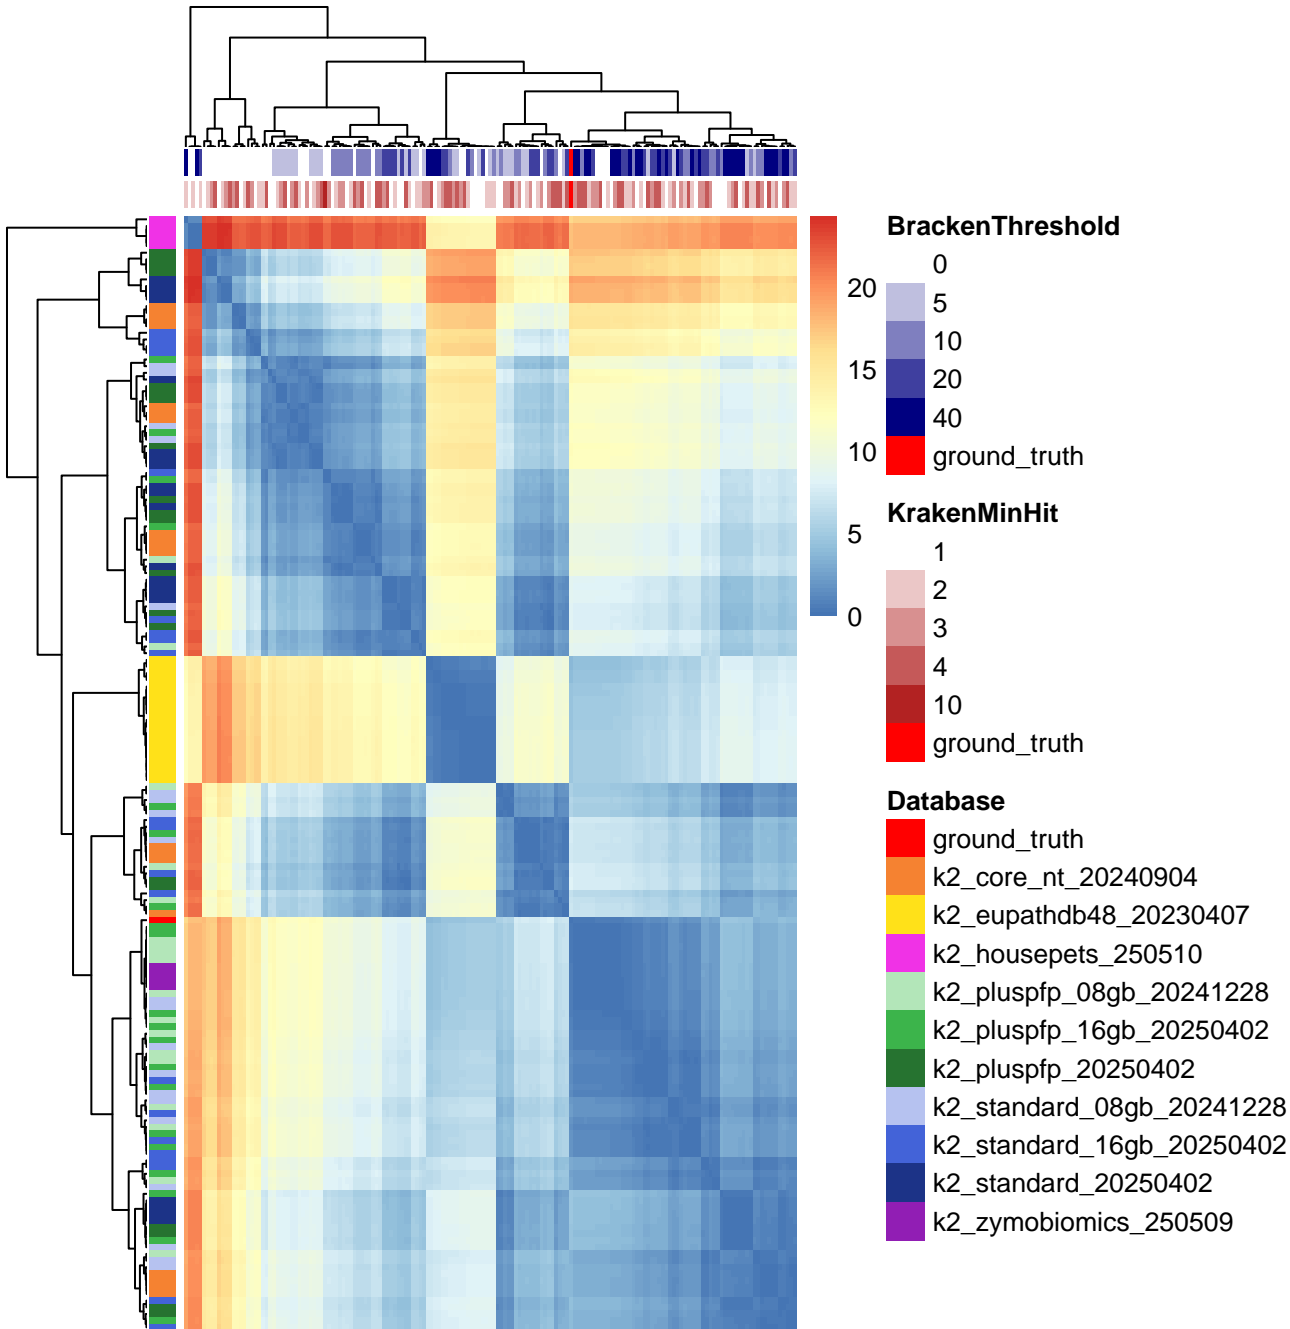 20
15
10
5
0
BrackenThreshold
0
5
10
20
40
ground_truth
KrakenMinHit
1
2
3
4
10
ground_truth
Database
ground_truth
k2_core_nt_20240904
k2_eupathdb48_20230407
k2_housepets_250510
k2_pluspfp_08gb_20241228
k2_pluspfp_16gb_20250402
k2_pluspfp_20250402
k2_standard_08gb_20241228
k2_standard_16gb_20250402
k2_standard_20250402
k2_zymobiomics_250509